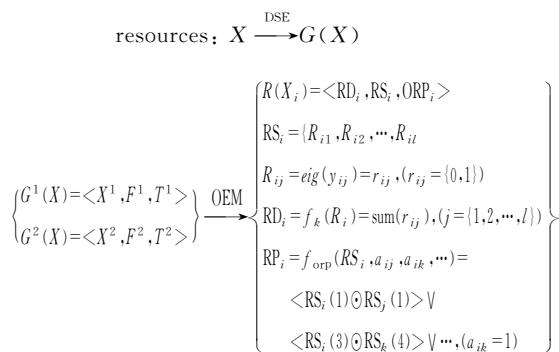 resources: X —DSE→ G(X)
{G¹(X)=<X¹,F¹,T¹>
G²(X)=<X²,F²,T²>} —OEM→
{R(Xᵢ)=<RDᵢ,RSᵢ,ORPᵢ>
RSᵢ={Rᵢ₁,Rᵢ₂,⋯,Rᵢₗ
Rᵢⱼ=eig(yᵢⱼ)=rᵢⱼ,(rᵢⱼ={0,1})
RDᵢ=fₖ(Rᵢ)=sum(rᵢⱼ),(j={1,2,⋯,l})
RPᵢ=f_orp(RSᵢ,aᵢⱼ,aᵢₖ,⋯)=
<RSᵢ(1)⊙RSⱼ(1)>∨
<RSᵢ(3)⊙RSₖ(4)>∨⋯,(aᵢₖ=1)}